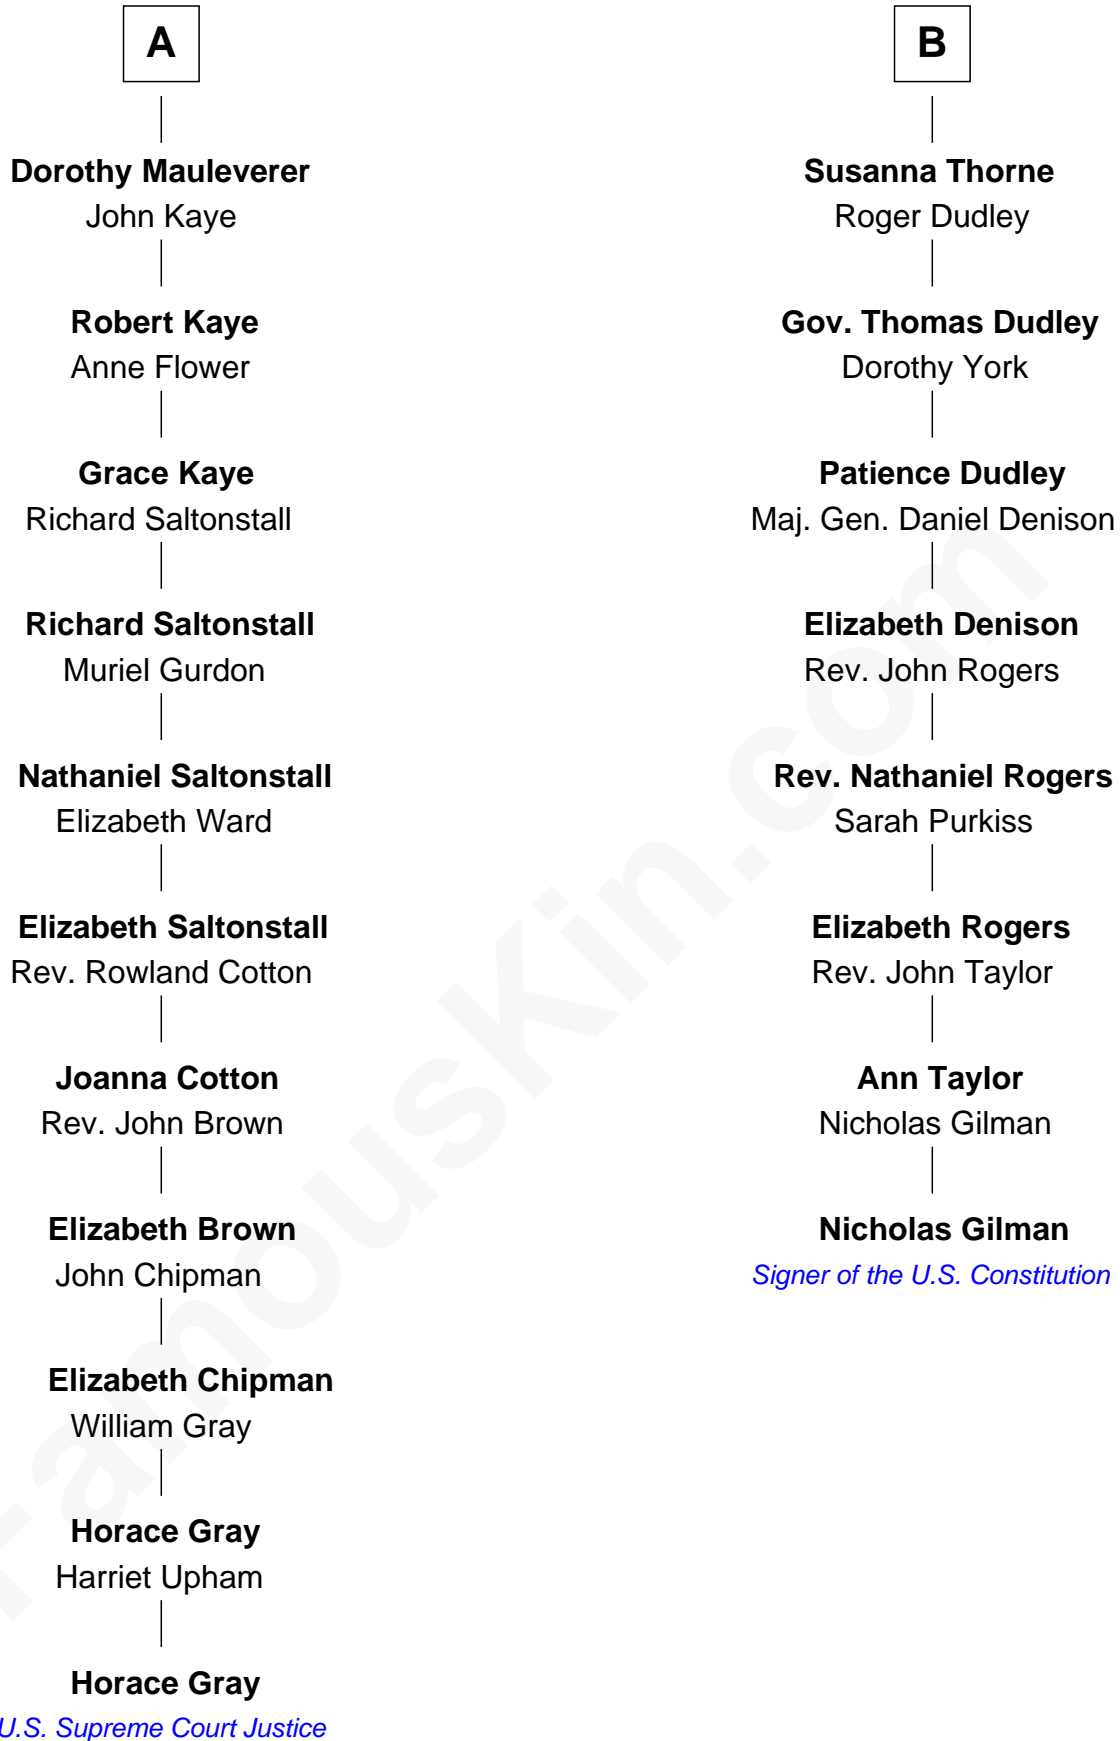 A
Dorothy Mauleverer
John Kaye
Robert Kaye
Anne Flower
Grace Kaye
Richard Saltonstall
Richard Saltonstall
Muriel Gurdon
Nathaniel Saltonstall
Elizabeth Ward
Elizabeth Saltonstall
Rev. Rowland Cotton
Joanna Cotton
Rev. John Brown
Elizabeth Brown
John Chipman
Elizabeth Chipman
William Gray
Horace Gray
Harriet Upham
Horace Gray
U.S. Supreme Court Justice
B
Susanna Thorne
Roger Dudley
Gov. Thomas Dudley
Dorothy York
Patience Dudley
Maj. Gen. Daniel Denison
Elizabeth Denison
Rev. John Rogers
Rev. Nathaniel Rogers
Sarah Purkiss
Elizabeth Rogers
Rev. John Taylor
Ann Taylor
Nicholas Gilman
Nicholas Gilman
Signer of the U.S. Constitution
FamousKin.com